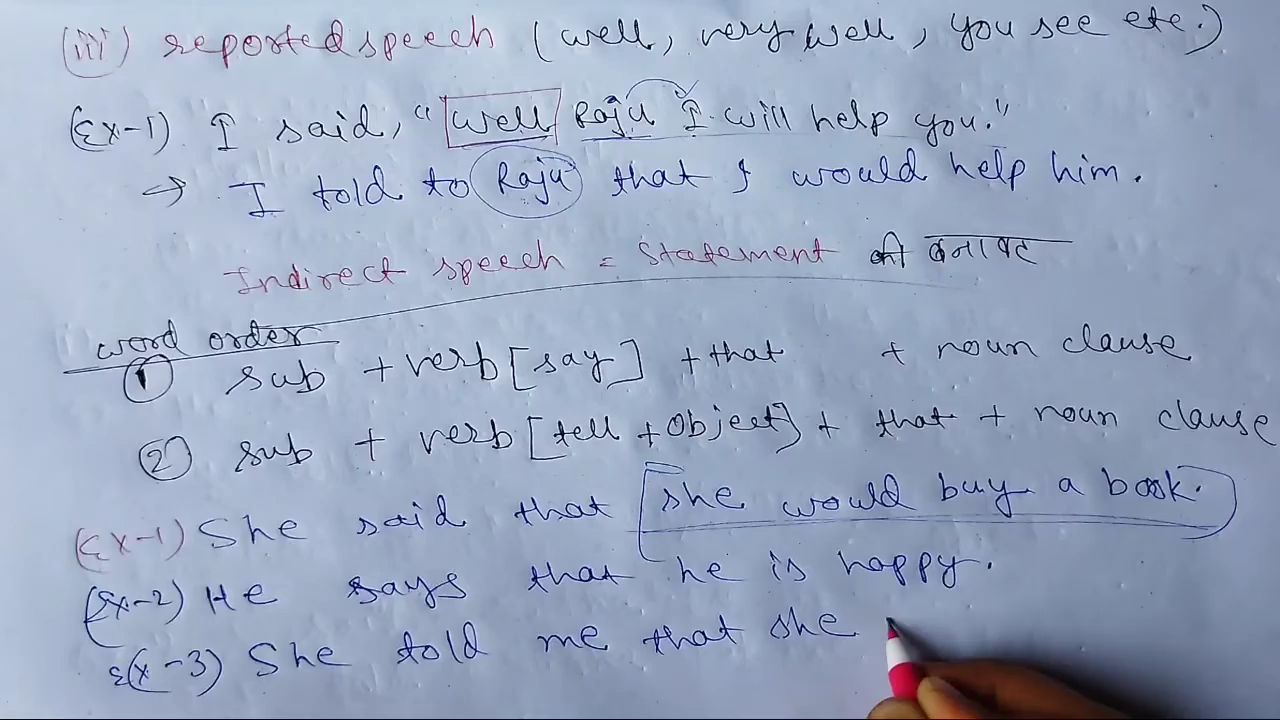 (iii) reported speech (well, very well, you see etc.)
(Ex-1) I said, "Well Raju I will help you."
→ I told to Raju that I would help him.
Indirect speech = Statement की बनावट
word order
① sub + verb [say] + that + noun clause
② sub + verb [tell + Object] + that + noun clause
(Ex-1) She said that she would buy a book.
(Ex-2) He says that he is happy.
(Ex-3) She told me that she